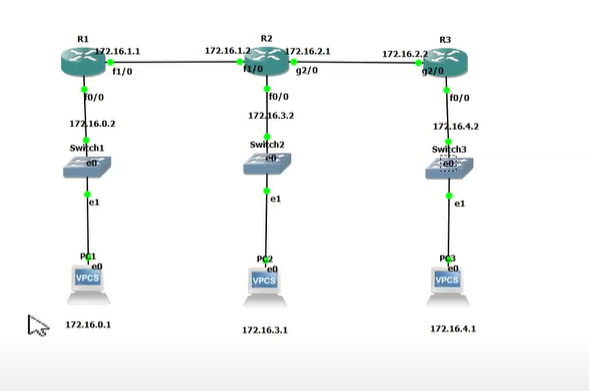 R1
R2
R3
172.16.1.1
172.16.1.2
172.16.2.1
172.16.2.2
f1/0
f1/0
g2/0
g2/0
f0/0
f0/0
f0/0
172.16.0.2
172.16.3.2
172.16.4.2
Switch1
Switch2
Switch3
e0
e0
e0
e1
e1
e1
PC1
PC2
PC3
e0
e0
e0
VPCS
VPCS
VPCS
172.16.0.1
172.16.3.1
172.16.4.1